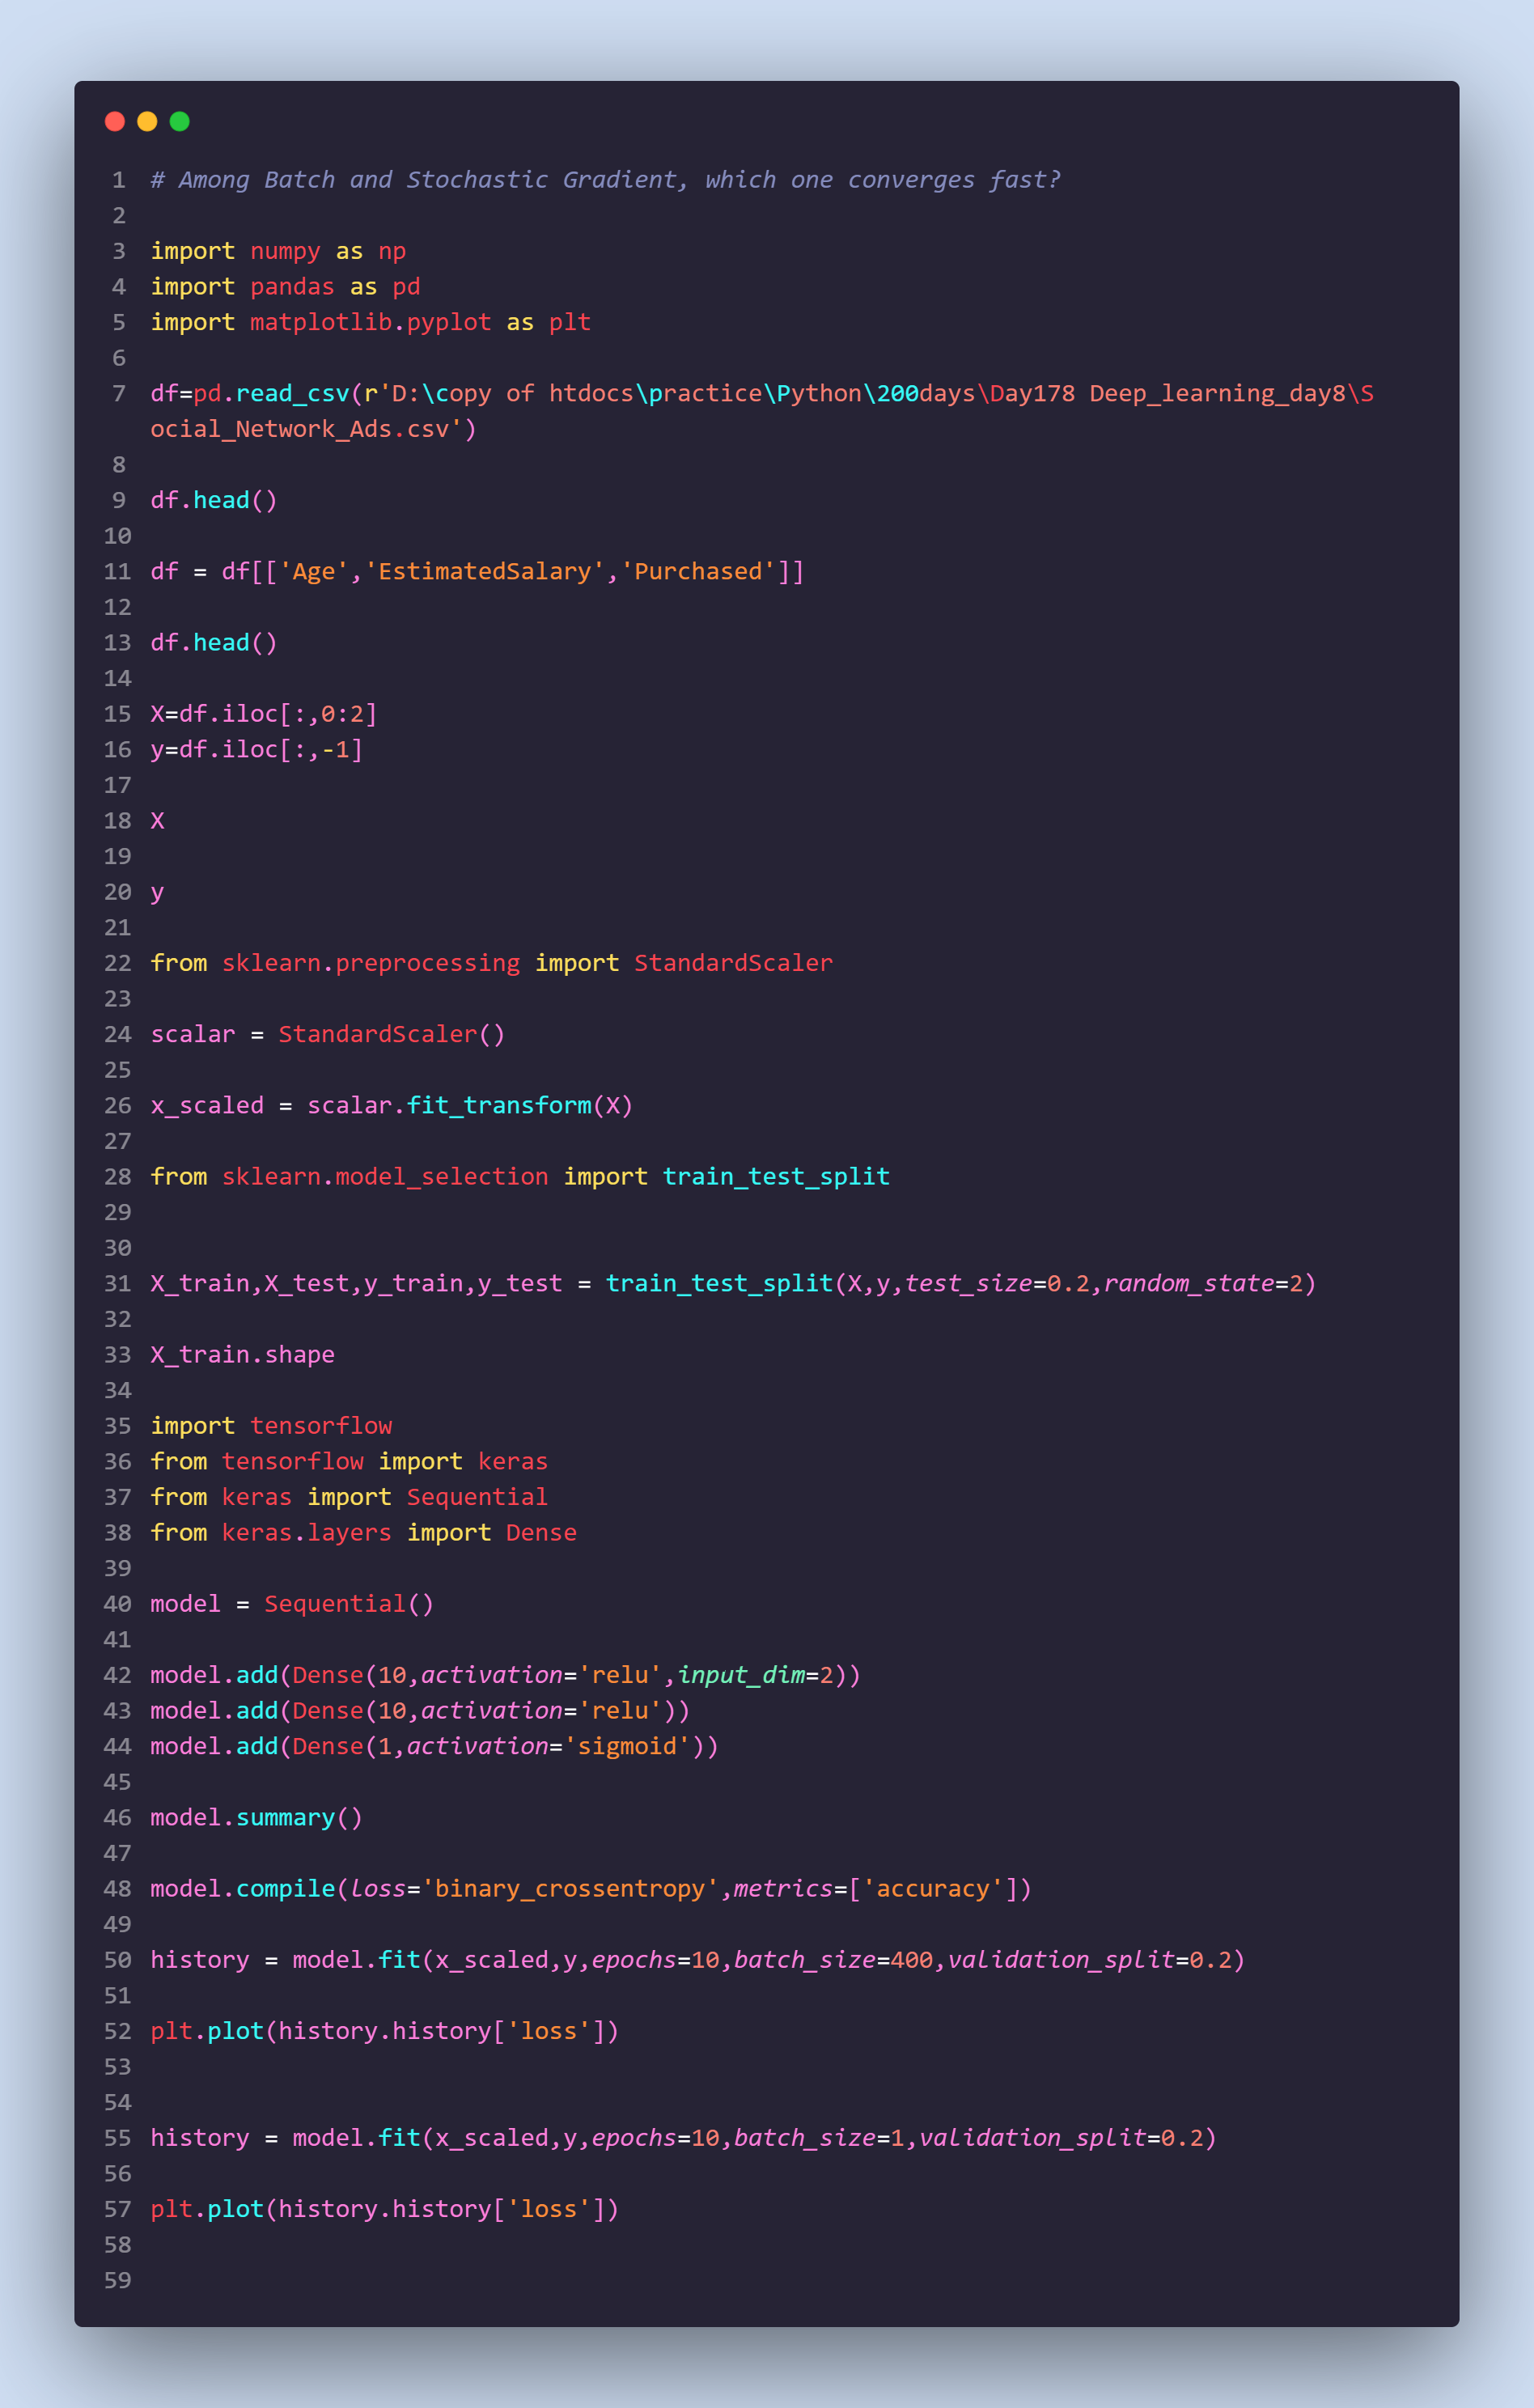 1 # Among Batch and Stochastic Gradient, which one converges fast?
2
3 import numpy as np
4 import pandas as pd
5 import matplotlib.pyplot as plt
6
7 df=pd.read_csv(r'D:\copy of htdocs\practice\Python\200days\Day178 Deep_learning_day8\S
ocial_Network_Ads.csv')
8
9 df.head()
10
11 df = df[['Age','EstimatedSalary','Purchased']]
12
13 df.head()
14
15 X=df.iloc[:,0:2]
16 y=df.iloc[:,-1]
17
18 X
19
20 y
21
22 from sklearn.preprocessing import StandardScaler
23
24 scalar = StandardScaler()
25
26 x_scaled = scalar.fit_transform(X)
27
28 from sklearn.model_selection import train_test_split
29
30
31 X_train,X_test,y_train,y_test = train_test_split(X,y,test_size=0.2,random_state=2)
32
33 X_train.shape
34
35 import tensorflow
36 from tensorflow import keras
37 from keras import Sequential
38 from keras.layers import Dense
39
40 model = Sequential()
41
42 model.add(Dense(10,activation='relu',input_dim=2))
43 model.add(Dense(10,activation='relu'))
44 model.add(Dense(1,activation='sigmoid'))
45
46 model.summary()
47
48 model.compile(loss='binary_crossentropy',metrics=['accuracy'])
49
50 history = model.fit(x_scaled,y,epochs=10,batch_size=400,validation_split=0.2)
51
52 plt.plot(history.history['loss'])
53
54
55 history = model.fit(x_scaled,y,epochs=10,batch_size=1,validation_split=0.2)
56
57 plt.plot(history.history['loss'])
58
59